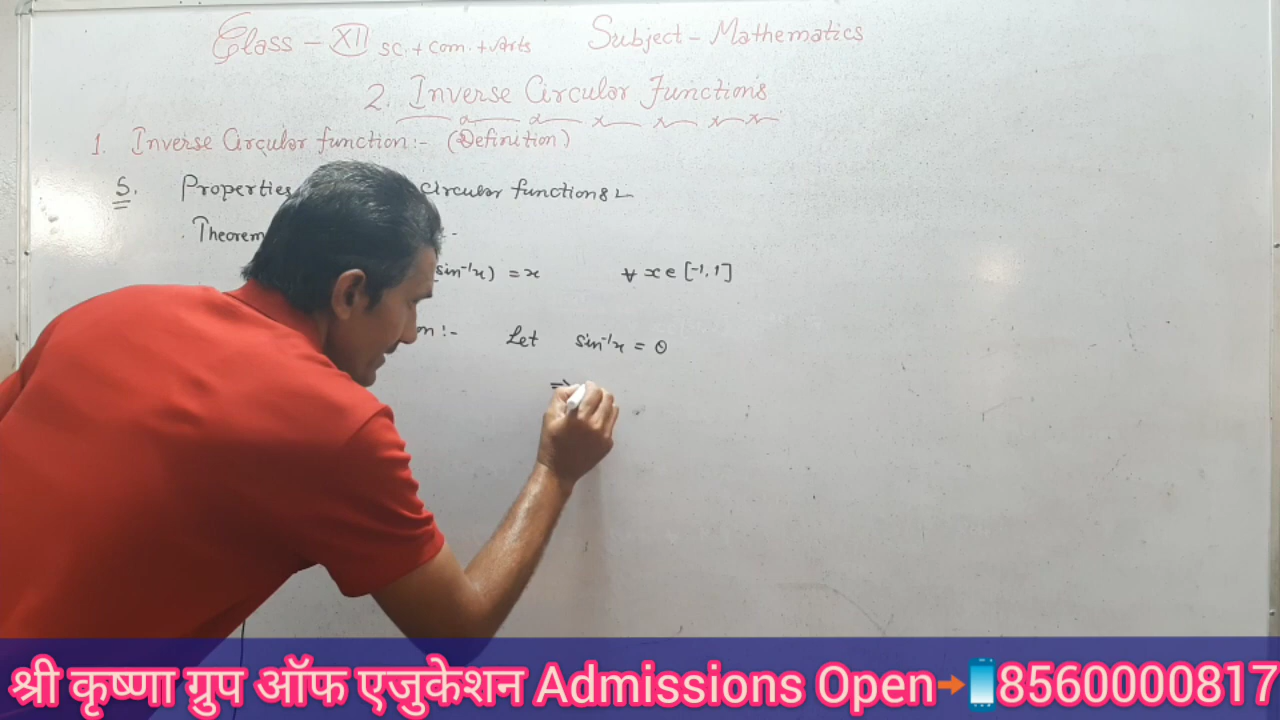 Class - XII sc. + com. + Arts Subject - Mathematics
2. Inverse Circular Functions
1. Inverse Circular function:- (Definition)
5. Properties circular functions:-
Theorem
(sin⁻¹x) = x ∀ x ∈ [-1, 1]
on:- Let sin⁻¹x = θ
⇒
श्री कृष्णा ग्रुप ऑफ एजुकेशन Admissions Open➝📱8560000817